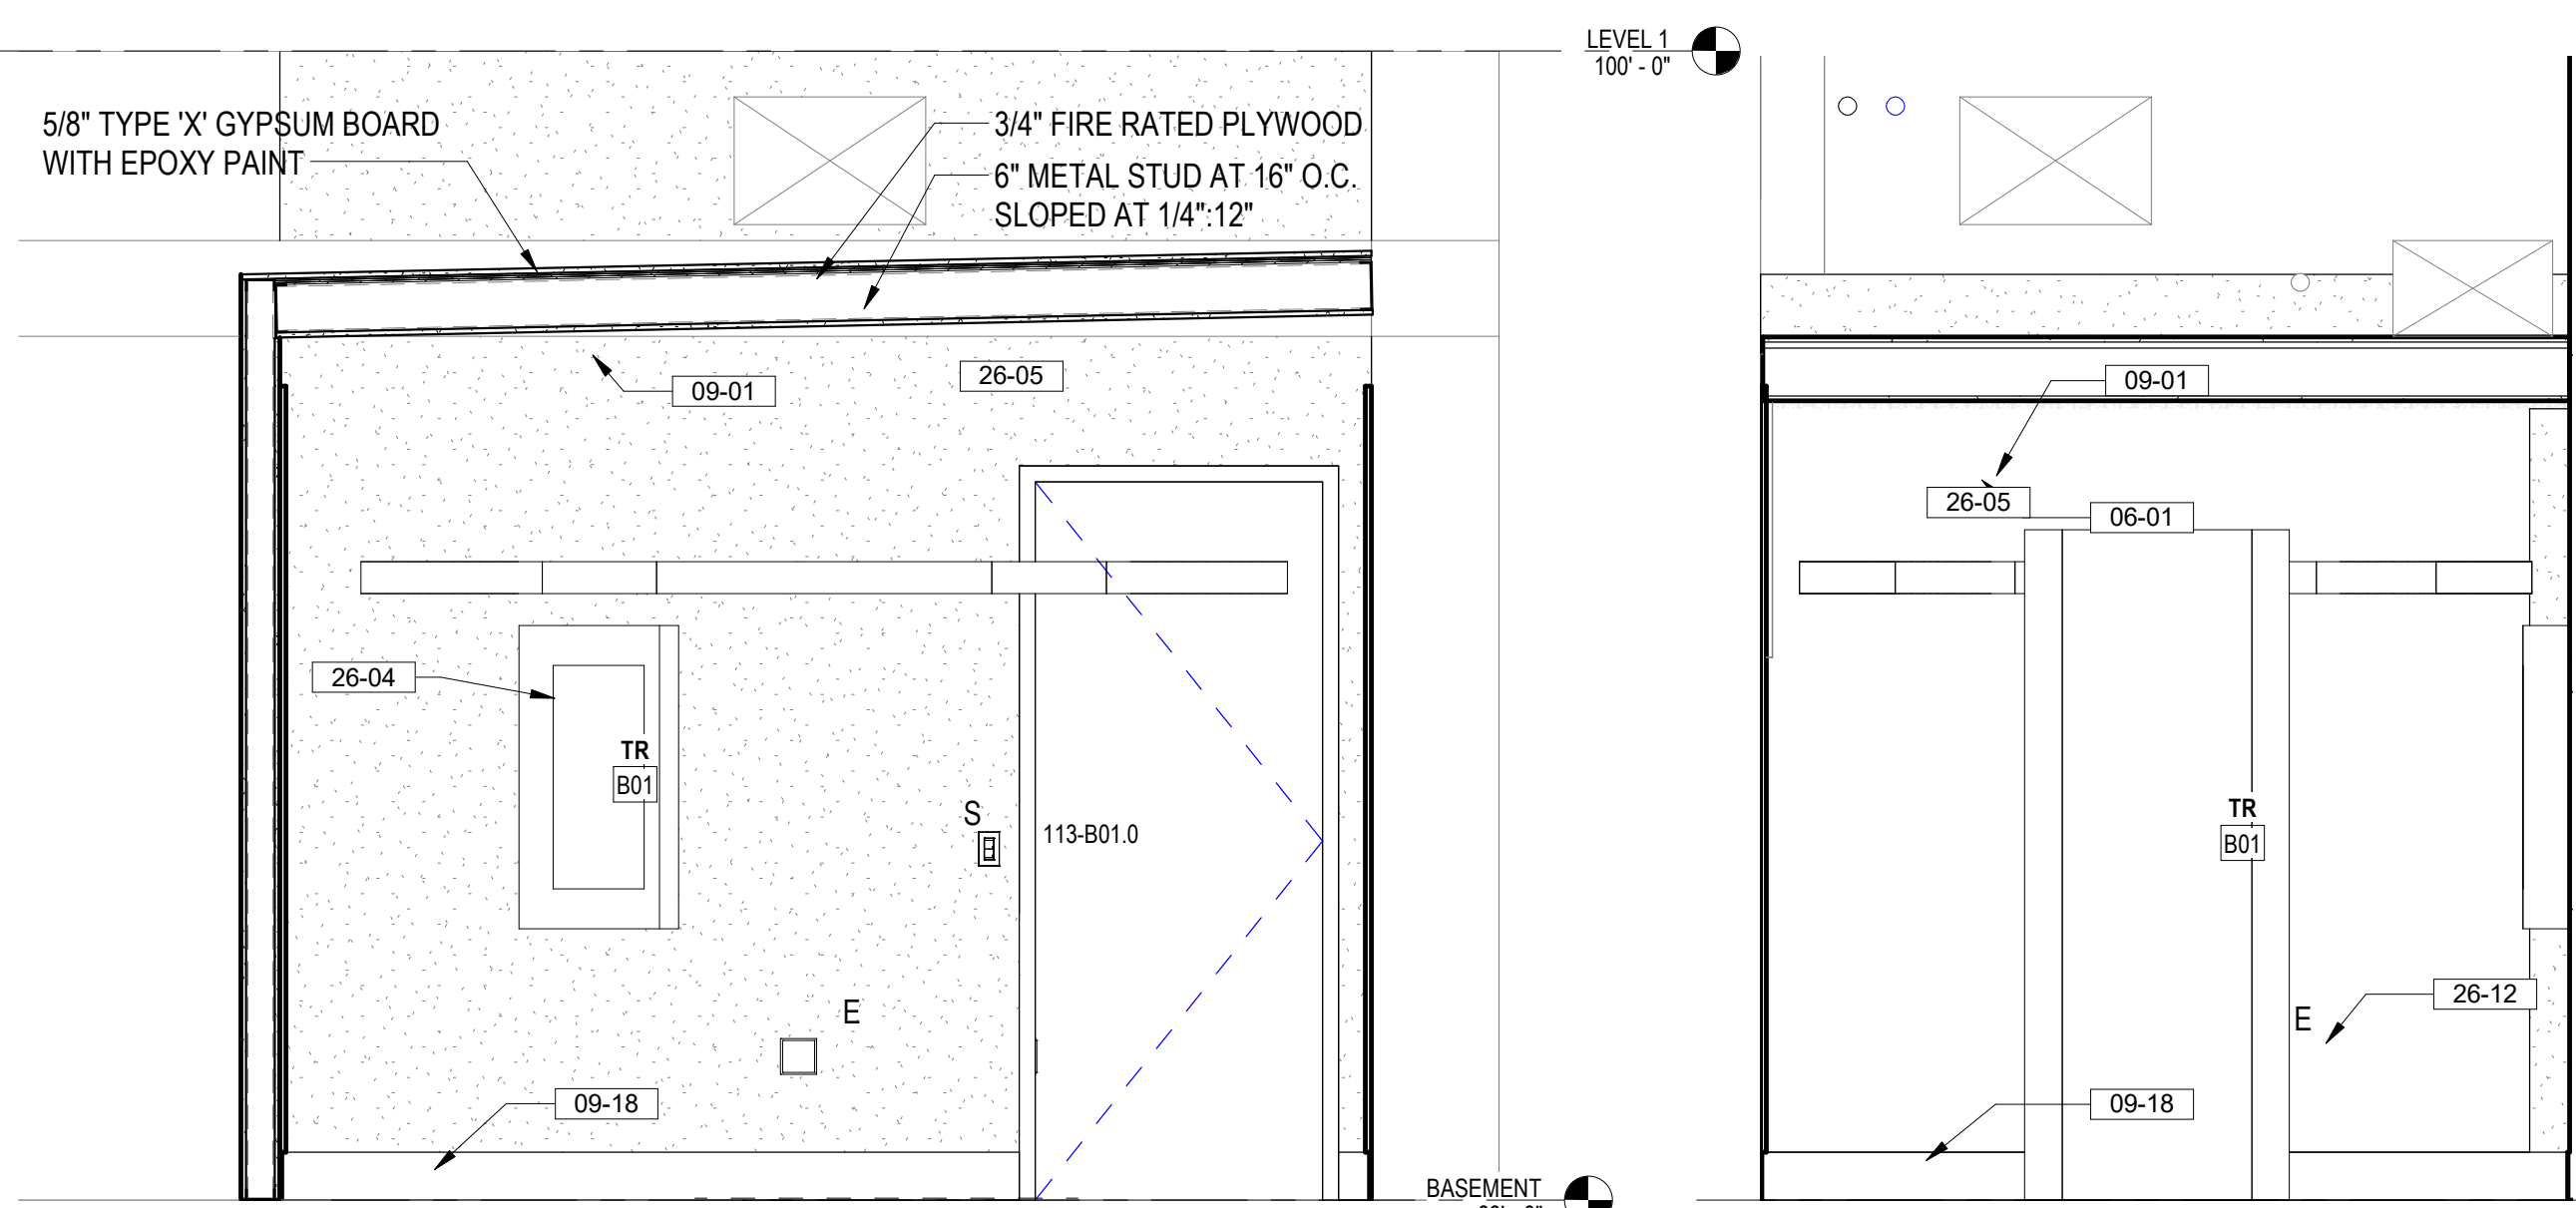 LEVEL 1
100' - 0"
5/8" TYPE 'X' GYPSUM BOARD
WITH EPOXY PAINT
3/4" FIRE RATED PLYWOOD
6" METAL STUD AT 16" O.C.
SLOPED AT 1/4":12"
09-01
26-05
26-04
TR
B01
S
113-B01.0
E
09-18
BASEMENT
09-01
26-05
06-01
TR
B01
26-12
E
09-18